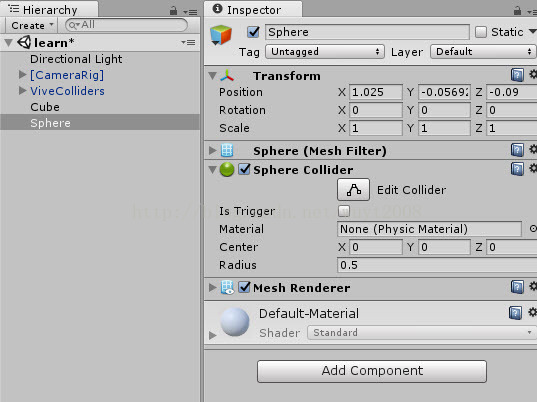 Hierarchy
Create
All
learn*
Directional Light
[CameraRig]
ViveColliders
Cube
Sphere
Inspector
Sphere
Static
Tag Untagged Layer Default
Transform
Position X 1.025 Y -0.0569 Z -0.09
Rotation X 0 Y 0 Z 0
Scale X 1 Y 1 Z 1
Sphere (Mesh Filter)
Sphere Collider
Edit Collider
Is Trigger
Material None (Physic Material)
Center X 0 Y 0 Z 0
Radius 0.5
Mesh Renderer
Default-Material
Shader Standard
Add Component